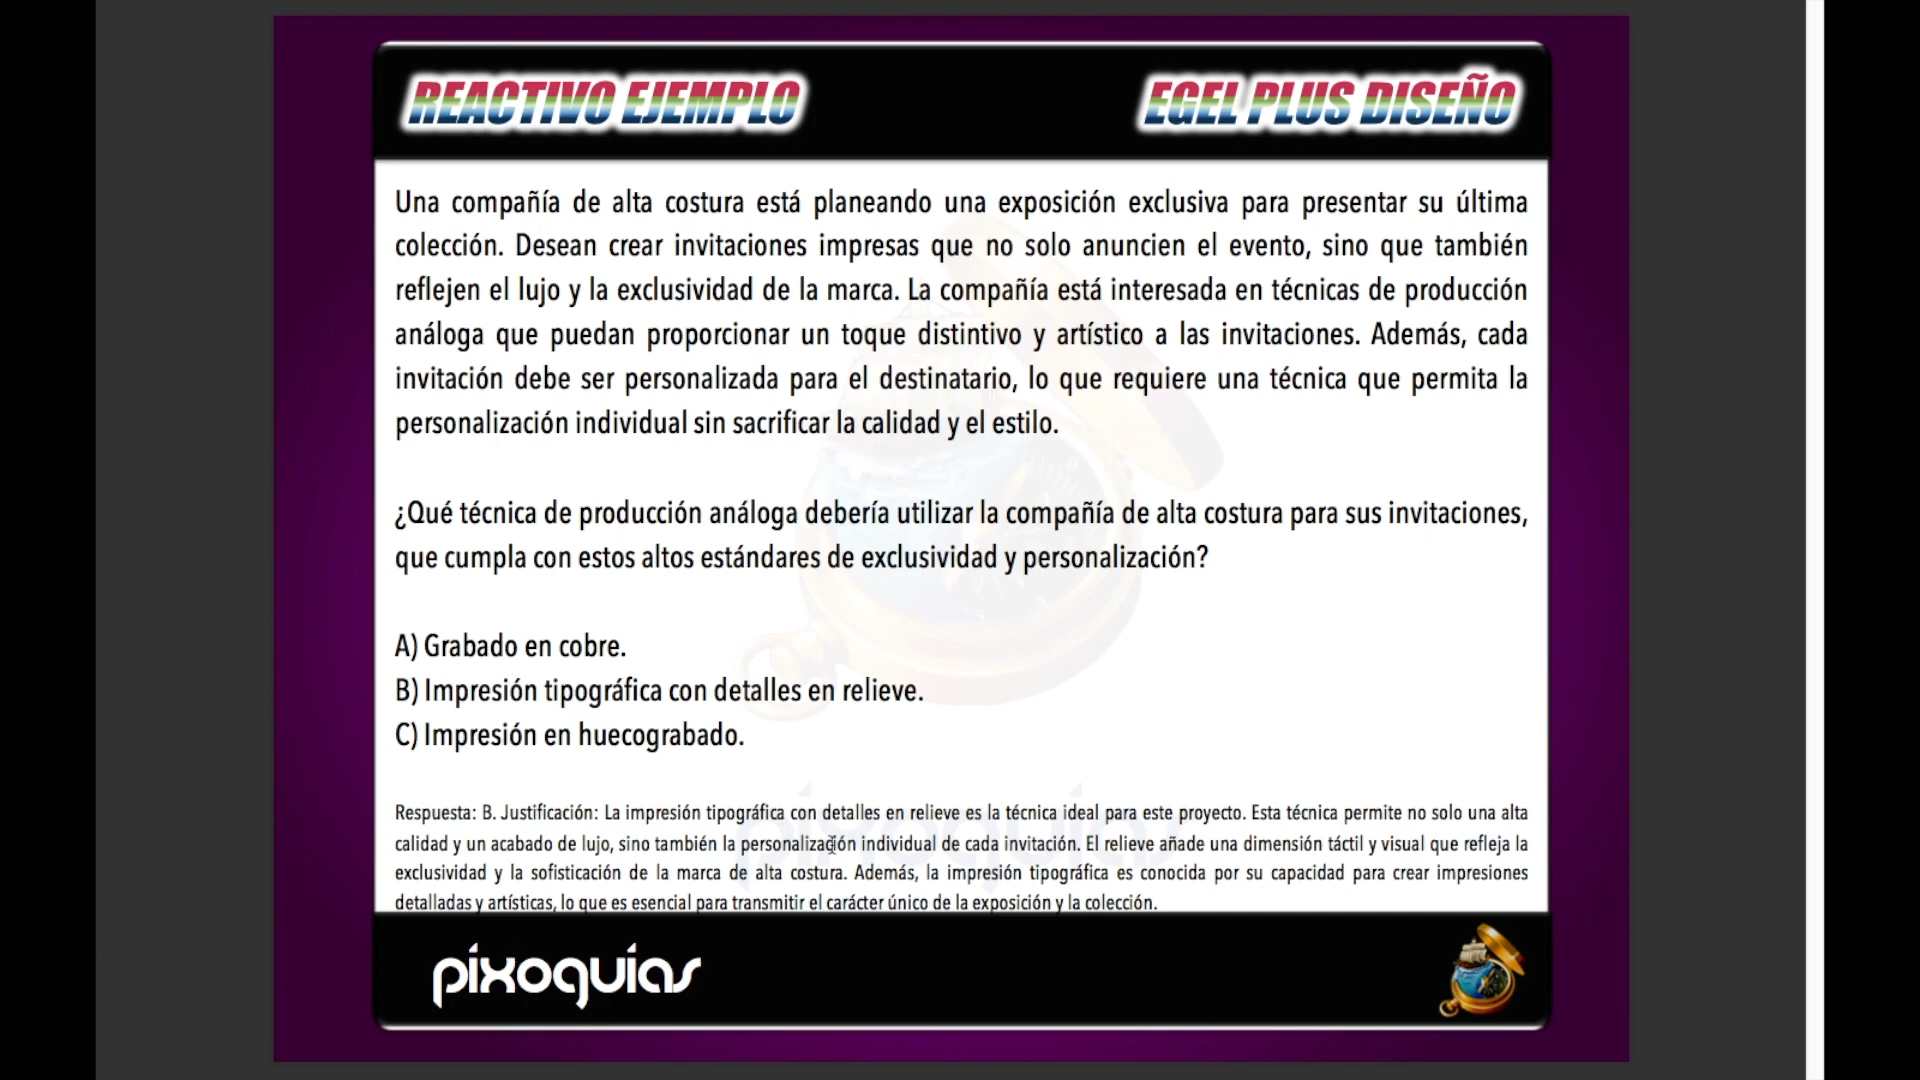 REACTIVO EJEMPLO
EGEL PLUS DISEÑO
Una compañía de alta costura está planeando una exposición exclusiva para presentar su última
colección. Desean crear invitaciones impresas que no solo anuncien el evento, sino que también
reflejen el lujo y la exclusividad de la marca. La compañía está interesada en técnicas de producción
análoga que puedan proporcionar un toque distintivo y artístico a las invitaciones. Además, cada
invitación debe ser personalizada para el destinatario, lo que requiere una técnica que permita la
personalización individual sin sacrificar la calidad y el estilo.
¿Qué técnica de producción análoga debería utilizar la compañía de alta costura para sus invitaciones,
que cumpla con estos altos estándares de exclusividad y personalización?
A) Grabado en cobre.
B) Impresión tipográfica con detalles en relieve.
C) Impresión en huecograbado.
Respuesta: B. Justificación: La impresión tipográfica con detalles en relieve es la técnica ideal para este proyecto. Esta técnica permite no solo una alta
calidad y un acabado de lujo, sino también la personalización individual de cada invitación. El relieve añade una dimensión táctil y visual que refleja la
exclusividad y la sofisticación de la marca de alta costura. Además, la impresión tipográfica es conocida por su capacidad para crear impresiones
detalladas y artísticas, lo que es esencial para transmitir el carácter único de la exposición y la colección.
pixoguias